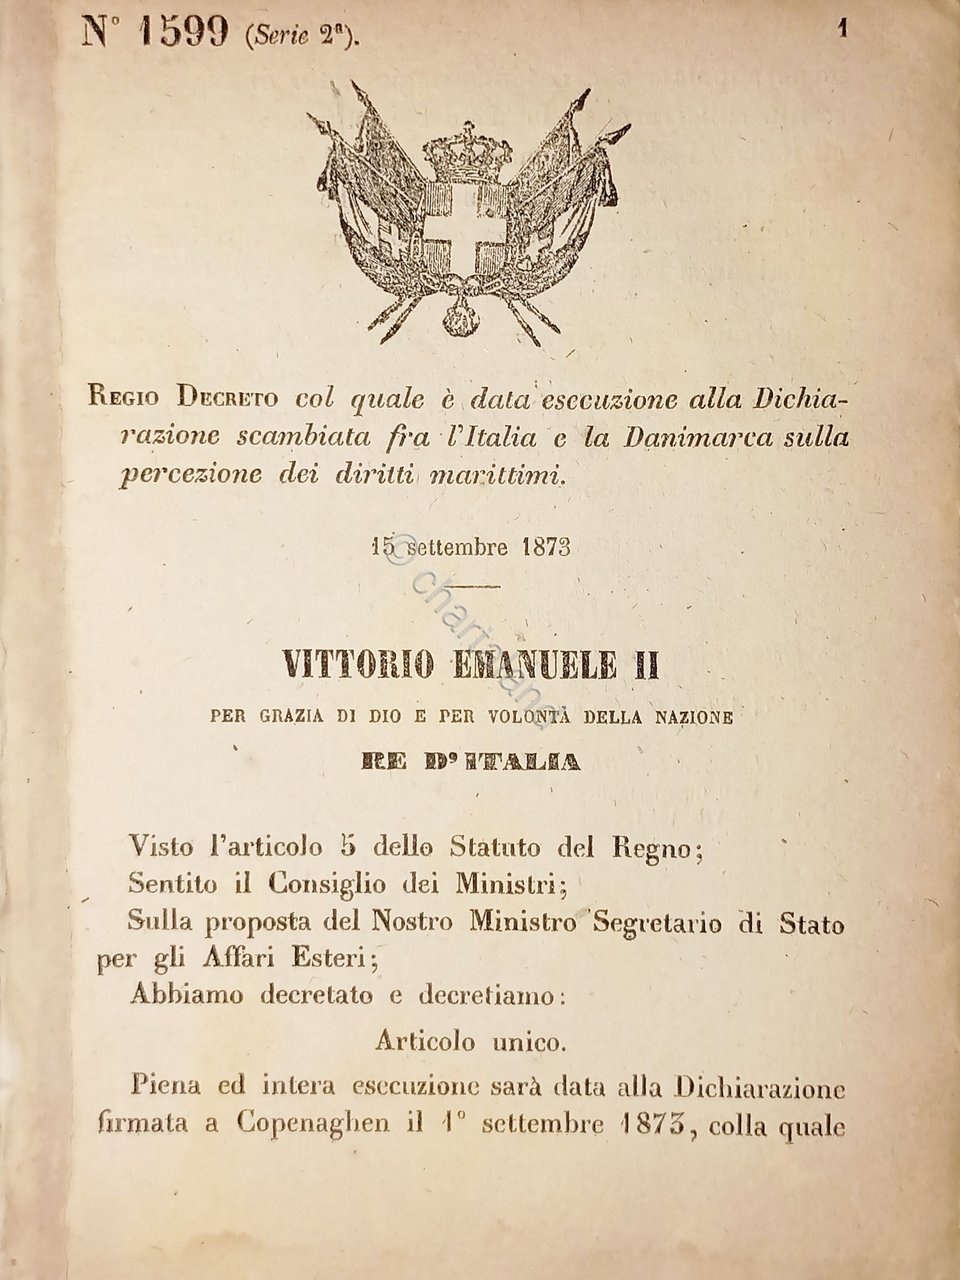 N° 1599 (Serie 2ª).
1
REGIO DECRETO col quale è data esecuzione alla Dichia-
razione scambiata fra l'Italia e la Danimarca sulla
percezione dei diritti marittimi.
15 settembre 1873
VITTORIO EMANUELE II
PER GRAZIA DI DIO E PER VOLONTÀ DELLA NAZIONE
RE D'ITALIA
Visto l'articolo 5 dello Statuto del Regno;
Sentito il Consiglio dei Ministri;
Sulla proposta del Nostro Ministro Segretario di Stato
per gli Affari Esteri;
Abbiamo decretato e decretiamo:
Articolo unico.
Piena ed intera esecuzione sarà data alla Dichiarazione
firmata a Copenaghen il 1° settembre 1873, colla quale